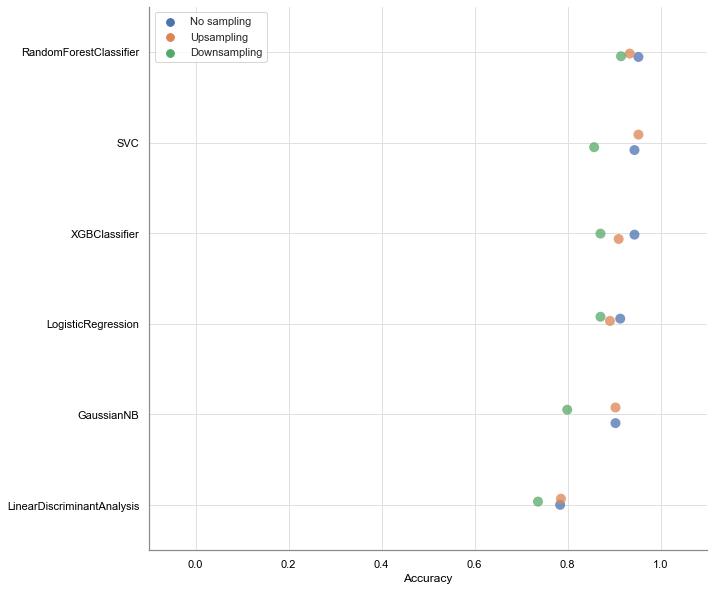 No sampling
Upsampling
Downsampling
RandomForestClassifier
SVC
XGBClassifier
LogisticRegression
GaussianNB
LinearDiscriminantAnalysis
0.0 0.2 0.4 0.6 0.8 1.0
Accuracy